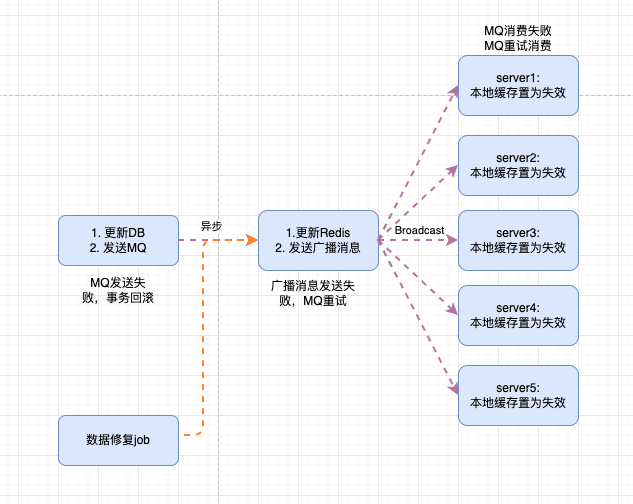 MQ消费失败
MQ重试消费
server1:
本地缓存置为失效
server2:
本地缓存置为失效
1. 更新DB
2. 发送MQ
异步
1.更新Redis
2. 发送广播消息
Broadcast
server3:
本地缓存置为失效
MQ发送失
败，事务回滚
广播消息发送失
败，MQ重试
server4:
本地缓存置为失效
server5:
本地缓存置为失效
数据修复job